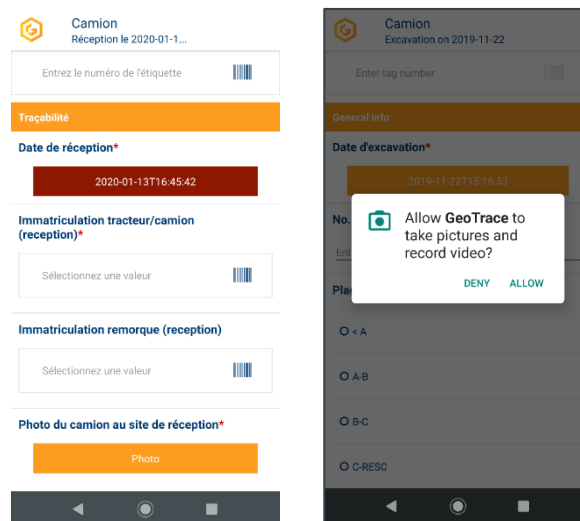 Camion
Réception le 2020-01-1...
Entrez le numéro de l'étiquette
Traçabilité
Date de réception*
2020-01-13T16:45:42
Immatriculation tracteur/camion
(reception)*
Sélectionnez une valeur
Immatriculation remorque (reception)
Sélectionnez une valeur
Photo du camion au site de réception*
Photo
Camion
Excavation on 2019-11-22
Enter tag number
General info
Date d'excavation*
2019-11-22T15:16:53
No.
Ent
Allow GeoTrace to
take pictures and
record video?
DENY ALLOW
Pla
< A
A-B
B-C
C-RESC